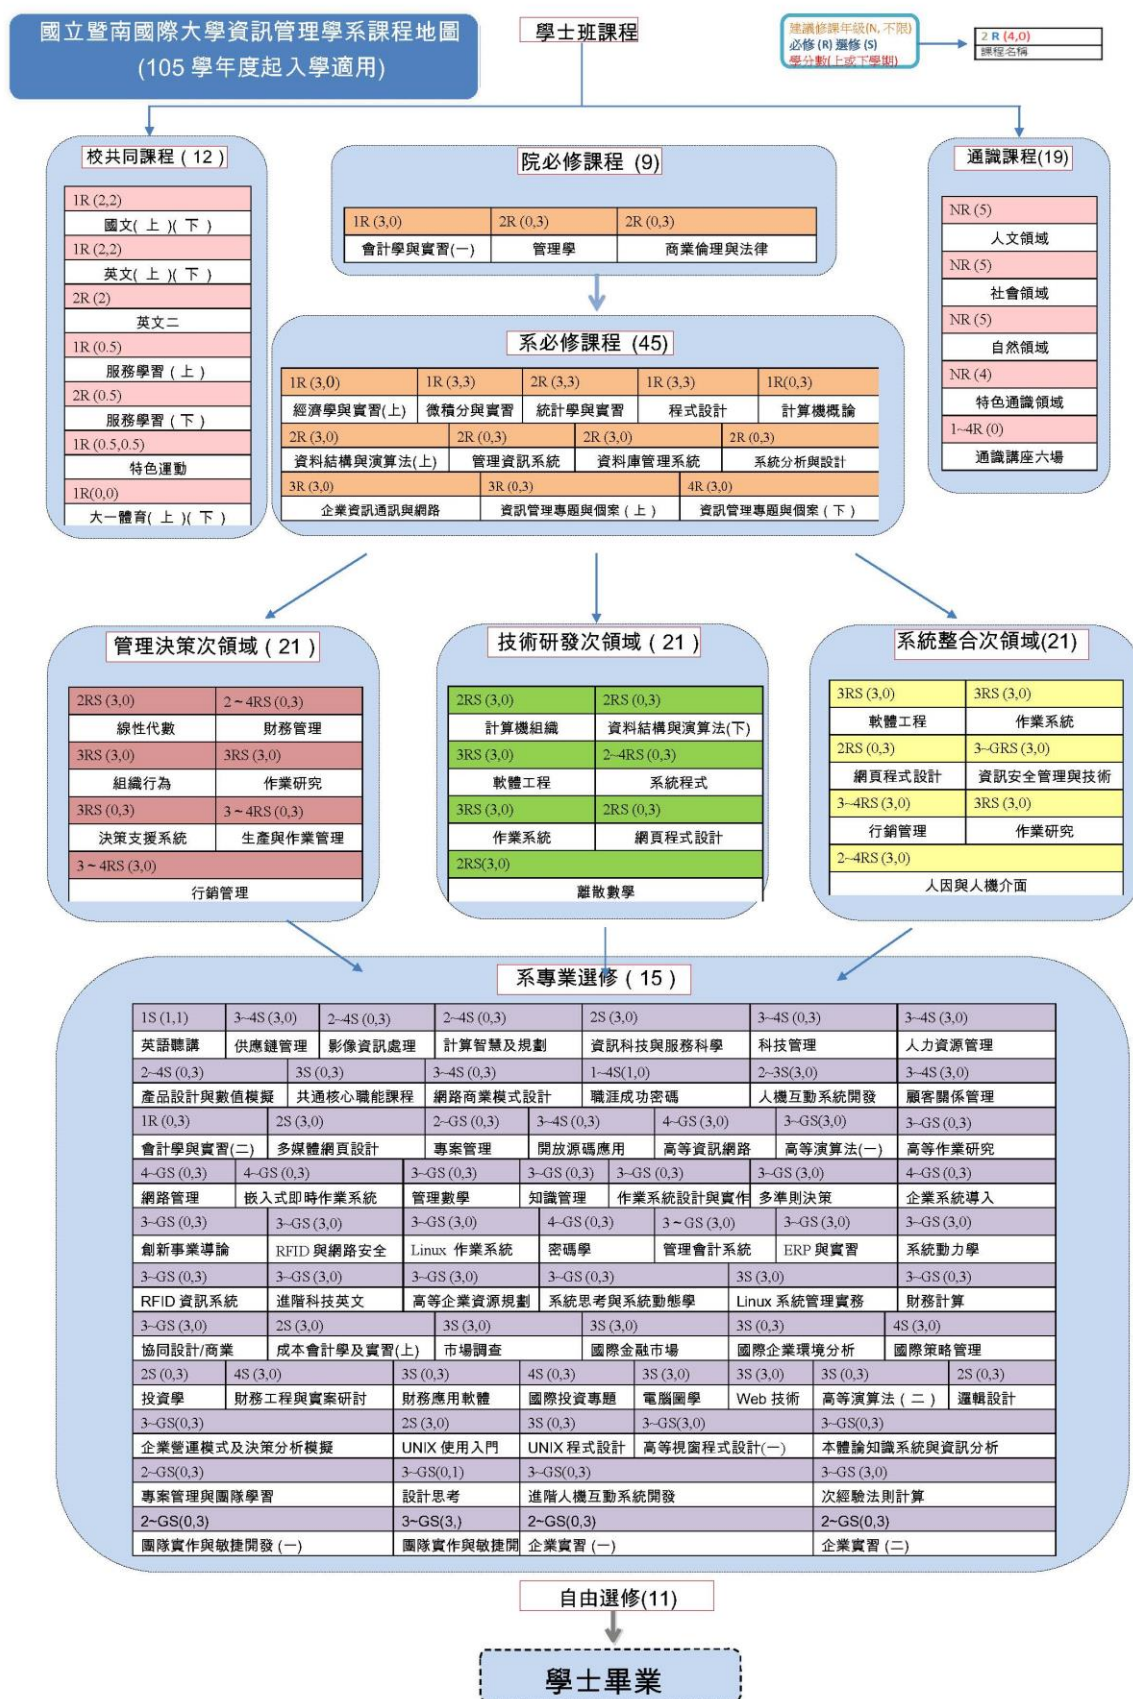 國立暨南國際大學資訊管理學系課程地圖
(105 學年度起入學適用)
學士班課程
建議修課年級(N, 不限)
必修 (R) 選修 (S)
學分數(上或下學期)
2 R (4,0)
課程名稱
校共同課程 ( 12 )
1R (2,2)
國文( 上 )( 下 )
1R (2,2)
英文( 上 )( 下 )
2R (2)
英文二
1R (0.5)
服務學習 ( 上 )
2R (0.5)
服務學習 ( 下 )
1R (0.5,0.5)
特色運動
1R(0,0)
大一體育( 上 )( 下 )
院必修課程 (9)
1R (3,0) 2R (0,3) 2R (0,3)
會計學與實習(一) 管理學 商業倫理與法律
通識課程(19)
NR (5)
人文領域
NR (5)
社會領域
NR (5)
自然領域
NR (4)
特色通識領域
1~4R (0)
通識講座六場
系必修課程 (45)
1R (3,0) 1R (3,3) 2R (3,3) 1R (3,3) 1R(0,3)
經濟學與實習(上) 微積分與實習 統計學與實習 程式設計 計算機概論
2R (3,0) 2R (0,3) 2R (3,0) 2R (0,3)
資料結構與演算法(上) 管理資訊系統 資料庫管理系統 系統分析與設計
3R (3,0) 3R (0,3) 4R (3,0)
企業資訊通訊與網路 資訊管理專題與個案 ( 上 ) 資訊管理專題與個案 ( 下 )
管理決策次領域 ( 21 )
2RS (3,0) 2~4RS (0,3)
線性代數 財務管理
3RS (3,0) 3RS (3,0)
組織行為 作業研究
3RS (0,3) 3~4RS (0,3)
決策支援系統 生產與作業管理
3~4RS (3,0)
行銷管理
技術研發次領域 ( 21 )
2RS (3,0) 2RS (0,3)
計算機組織 資料結構與演算法(下)
3RS (3,0) 2~4RS (0,3)
軟體工程 系統程式
3RS (3,0) 2RS (0,3)
作業系統 網頁程式設計
2RS(3,0)
離散數學
系統整合次領域(21)
3RS (3,0) 3RS (3,0)
軟體工程 作業系統
2RS (0,3) 3~GRS (3,0)
網頁程式設計 資訊安全管理與技術
3~4RS (3,0) 3RS (3,0)
行銷管理 作業研究
2~4RS (3,0)
人因與人機介面
系專業選修 ( 15 )
1S (1,1) 3~4S (3,0) 2~4S (0,3) 2~4S (0,3) 2S (3,0) 3~4S (0,3) 3~4S (3,0)
英語聽講 供應鏈管理 影像資訊處理 計算智慧及規劃 資訊科技與服務科學 科技管理 人力資源管理
2~4S (0,3) 3S (0,3) 3~4S (0,3) 1~4S(1,0) 2~3S(3,0) 3~4S (3,0)
產品設計與數值模擬 共通核心職能課程 網路商業模式設計 職涯成功密碼 人機互動系統開發 顧客關係管理
1R (0,3) 2S (3,0) 2~GS (0,3) 3~4S (0,3) 4~GS (3,0) 3~GS(3,0) 3~GS (0,3)
會計學與實習(二) 多媒體網頁設計 專案管理 開放源碼應用 高等資訊網路 高等演算法(一) 高等作業研究
4~GS (0,3) 4~GS (0,3) 3~GS (0,3) 3~GS (0,3) 3~GS (0,3) 3~GS (0,3) 4~GS (0,3)
網路管理 嵌入式即時作業系統 管理數學 知識管理 作業系統設計與實作 多準則決策 企業系統導入
3~GS (0,3) 3~GS (3,0) 3~GS (3,0) 4~GS (0,3) 3~GS (3,0) 3~GS (0,3) 3~GS (0,3)
創新事業導論 RFID 與網路安全 Linux 作業系統 密碼學 管理會計系統 ERP 與實習 系統動力學
3~GS (0,3) 3~GS (3,0) 3~GS (3,0) 3~GS (0,3) 3S (3,0) 3~GS (0,3)
RFID 資訊系統 進階科技英文 高等企業資源規劃 系統思考與系統動態學 Linux 系統管理實務 財務計算
3~GS (3,0) 2S (3,0) 3S (3,0) 3S (3,0) 3S (0,3) 4S (3,0)
協同設計/商業 成本會計學及實習(上) 市場調查 國際金融市場 國際企業環境分析 國際策略管理
2S (0,3) 4S (3,0) 3S (0,3) 4S (0,3) 3S (3,0) 3S (3,0) 3S (0,3) 2S (0,3)
投資學 財務工程與實案研討 財務應用軟體 國際投資專題 電腦圖學 Web 技術 高等演算法 ( 二 ) 邏輯設計
3~GS(0,3) 2S (3,0) 3S (0,3) 3~GS(3,0) 3~GS(0,3)
企業營運模式及決策分析模擬 UNIX 使用入門 UNIX 程式設計 高等視窗程式設計(一) 本體論知識系統與資訊分析
2~GS(0,3) 3~GS(0,1) 3~GS(0,3) 3~GS (3,0)
專案管理與團隊學習 設計思考 進階人機互動系統開發 次經驗法則計算
2~GS(0,3) 3~GS(3,) 2~GS(0,3) 2~GS(0,3)
團隊實作與敏捷開發 (一) 團隊實作與敏捷開 企業實習 (一) 企業實習 (二)
自由選修(11)
學士畢業